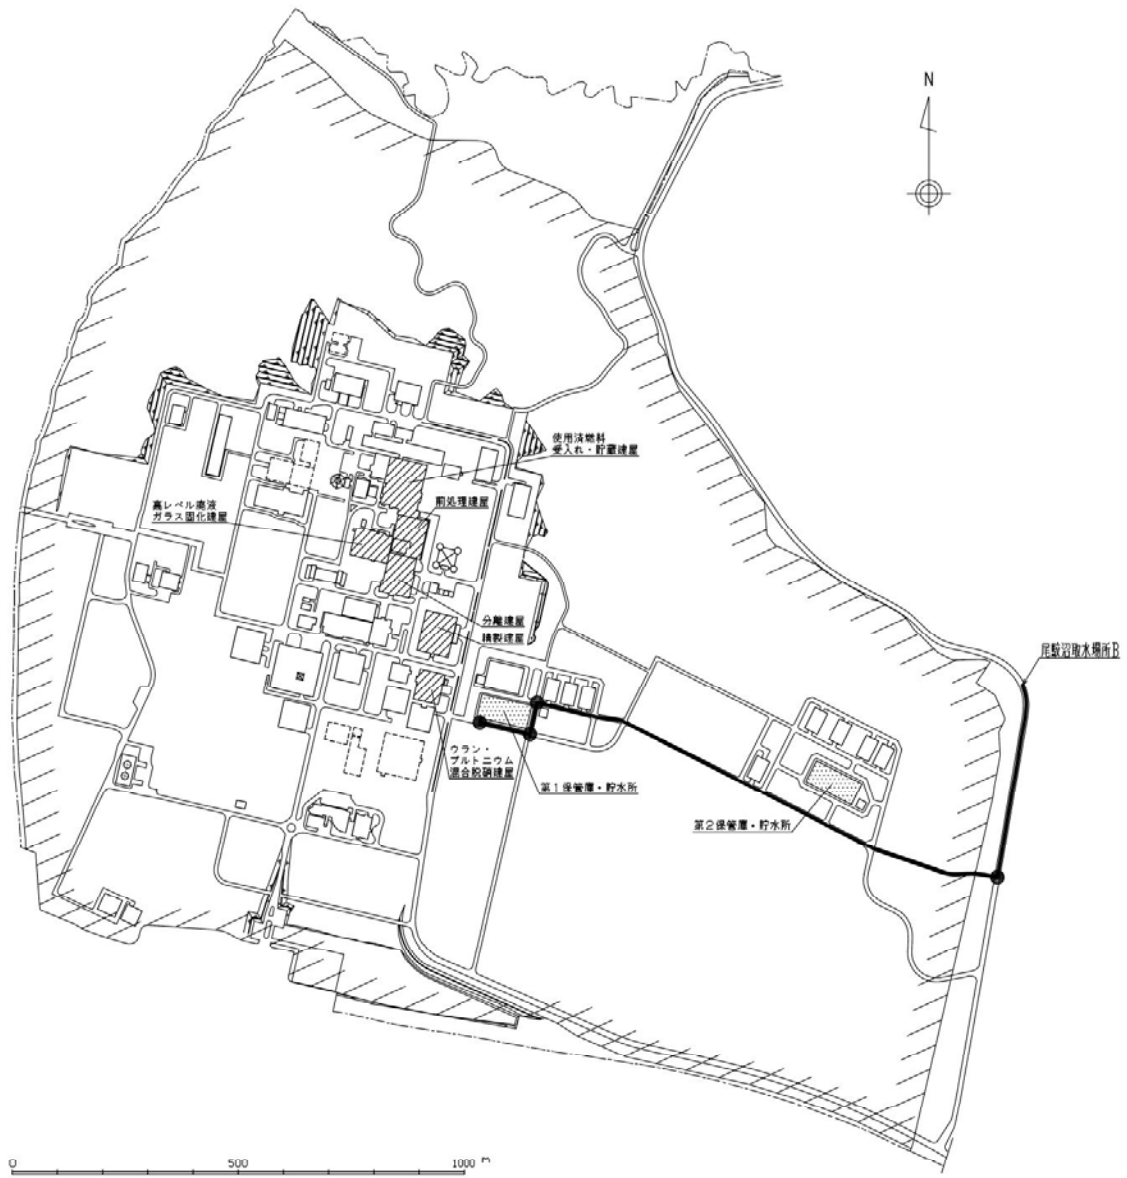 N
使用済燃料
受入れ・貯蔵建屋
前処理建屋
高レベル廃液
ガラス固化建屋
分離建屋
精製建屋
尾駮沼取水場所B
ウラン・
プルトニウム
混合脱硝建屋
第1保管庫・貯水所
第2保管庫・貯水所
0 500 1000 m